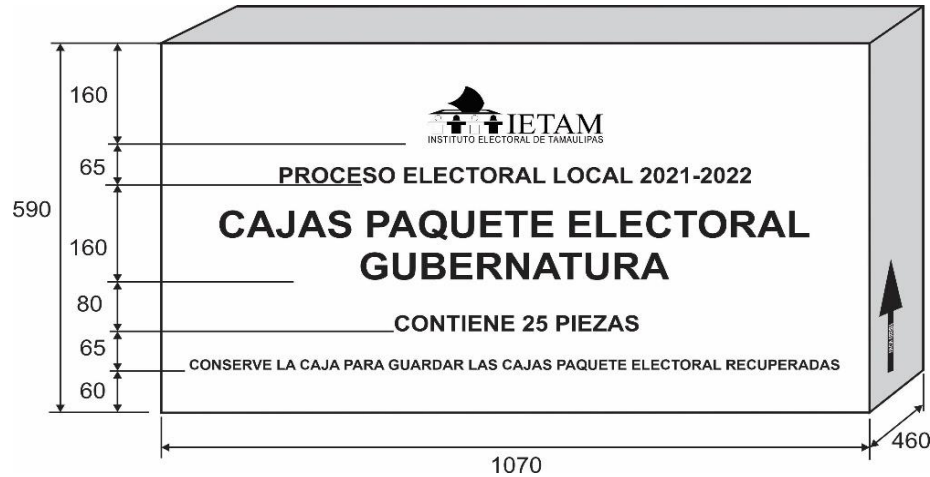 IETAM
INSTITUTO ELECTORAL DE TAMAULIPAS
PROCESO ELECTORAL LOCAL 2021-2022
CAJAS PAQUETE ELECTORAL
GUBERNATURA
CONTIENE 25 PIEZAS
CONSERVE LA CAJA PARA GUARDAR LAS CAJAS PAQUETE ELECTORAL RECUPERADAS
590
160
65
160
80
65
60
1070
460